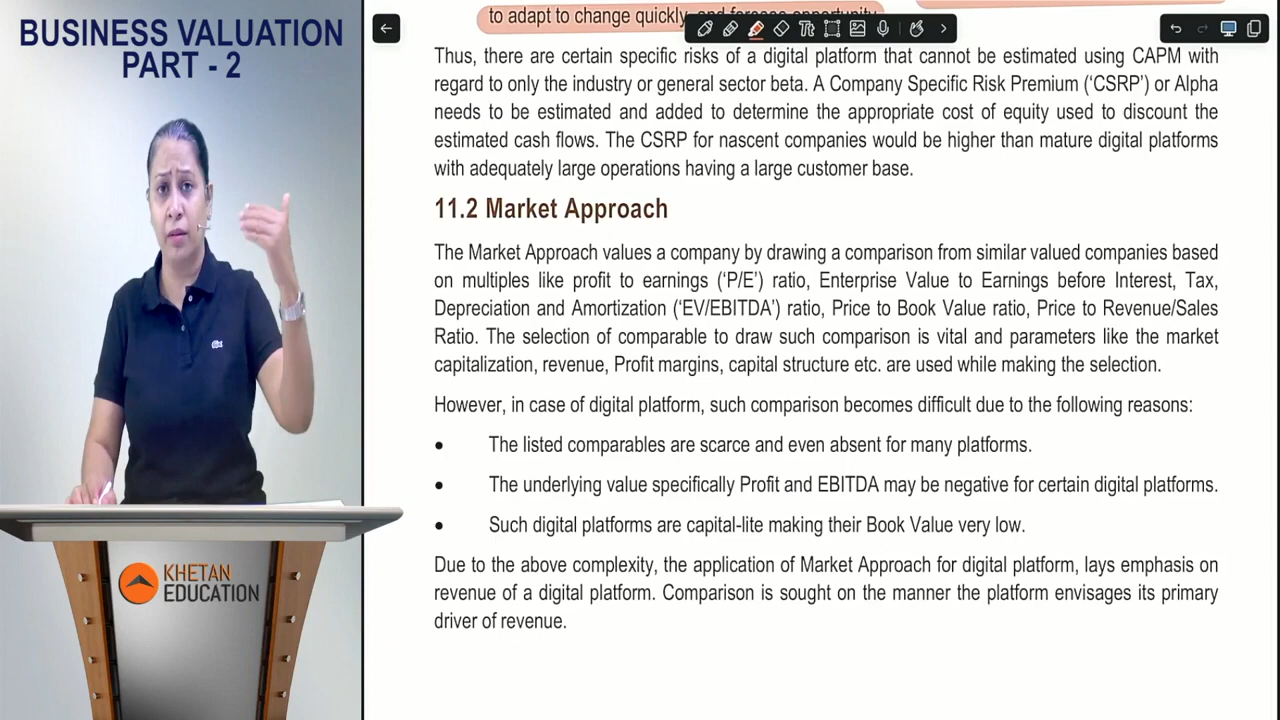 BUSINESS VALUATION
PART - 2
to adapt to change quickly, and foresee opportunity
Thus, there are certain specific risks of a digital platform that cannot be estimated using CAPM with
regard to only the industry or general sector beta. A Company Specific Risk Premium (‘CSRP’) or Alpha
needs to be estimated and added to determine the appropriate cost of equity used to discount the
estimated cash flows. The CSRP for nascent companies would be higher than mature digital platforms
with adequately large operations having a large customer base.
11.2 Market Approach
The Market Approach values a company by drawing a comparison from similar valued companies based
on multiples like profit to earnings (‘P/E’) ratio, Enterprise Value to Earnings before Interest, Tax,
Depreciation and Amortization (‘EV/EBITDA’) ratio, Price to Book Value ratio, Price to Revenue/Sales
Ratio. The selection of comparable to draw such comparison is vital and parameters like the market
capitalization, revenue, Profit margins, capital structure etc. are used while making the selection.
However, in case of digital platform, such comparison becomes difficult due to the following reasons:
• The listed comparables are scarce and even absent for many platforms.
• The underlying value specifically Profit and EBITDA may be negative for certain digital platforms.
• Such digital platforms are capital-lite making their Book Value very low.
Due to the above complexity, the application of Market Approach for digital platform, lays emphasis on
revenue of a digital platform. Comparison is sought on the manner the platform envisages its primary
driver of revenue.
KHETAN
EDUCATION